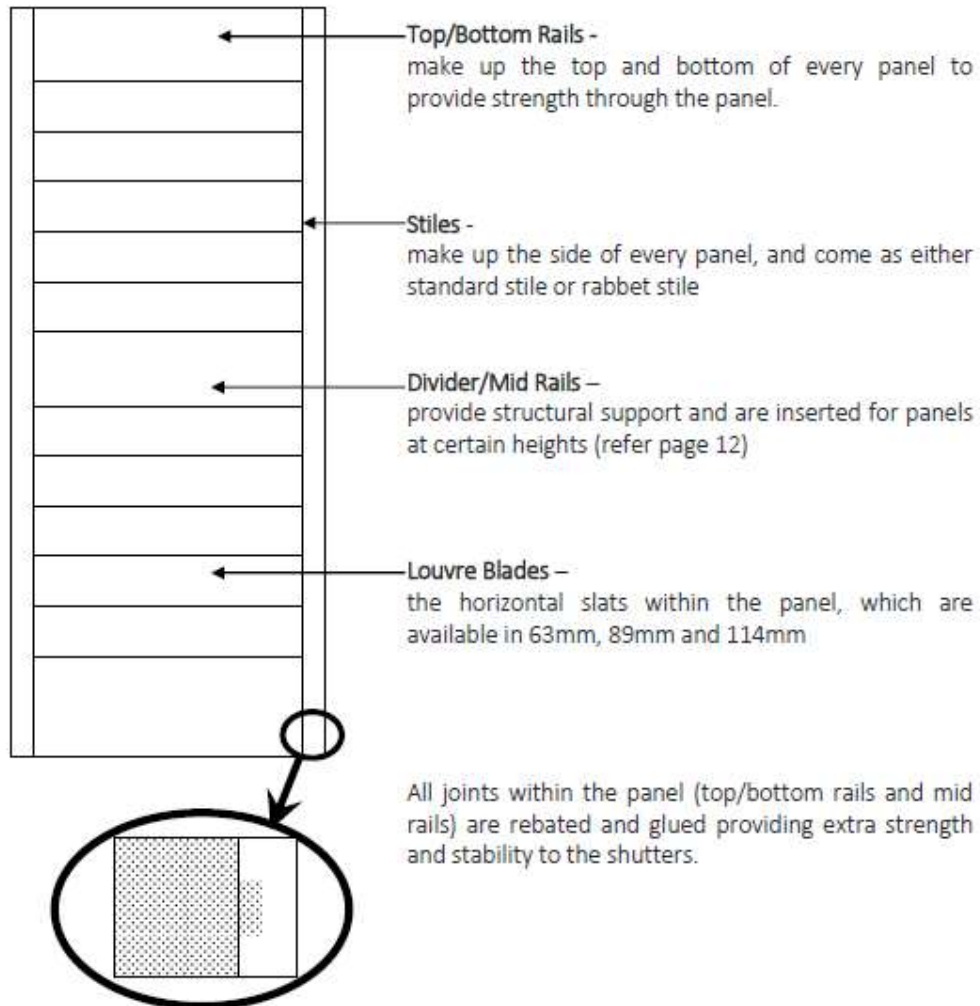 Top/Bottom Rails -
make up the top and bottom of every panel to
provide strength through the panel.
Stiles -
make up the side of every panel, and come as either
standard stile or rabbet stile
Divider/Mid Rails –
provide structural support and are inserted for panels
at certain heights (refer page 12)
Louvre Blades –
the horizontal slats within the panel, which are
available in 63mm, 89mm and 114mm
All joints within the panel (top/bottom rails and mid
rails) are rebated and glued providing extra strength
and stability to the shutters.